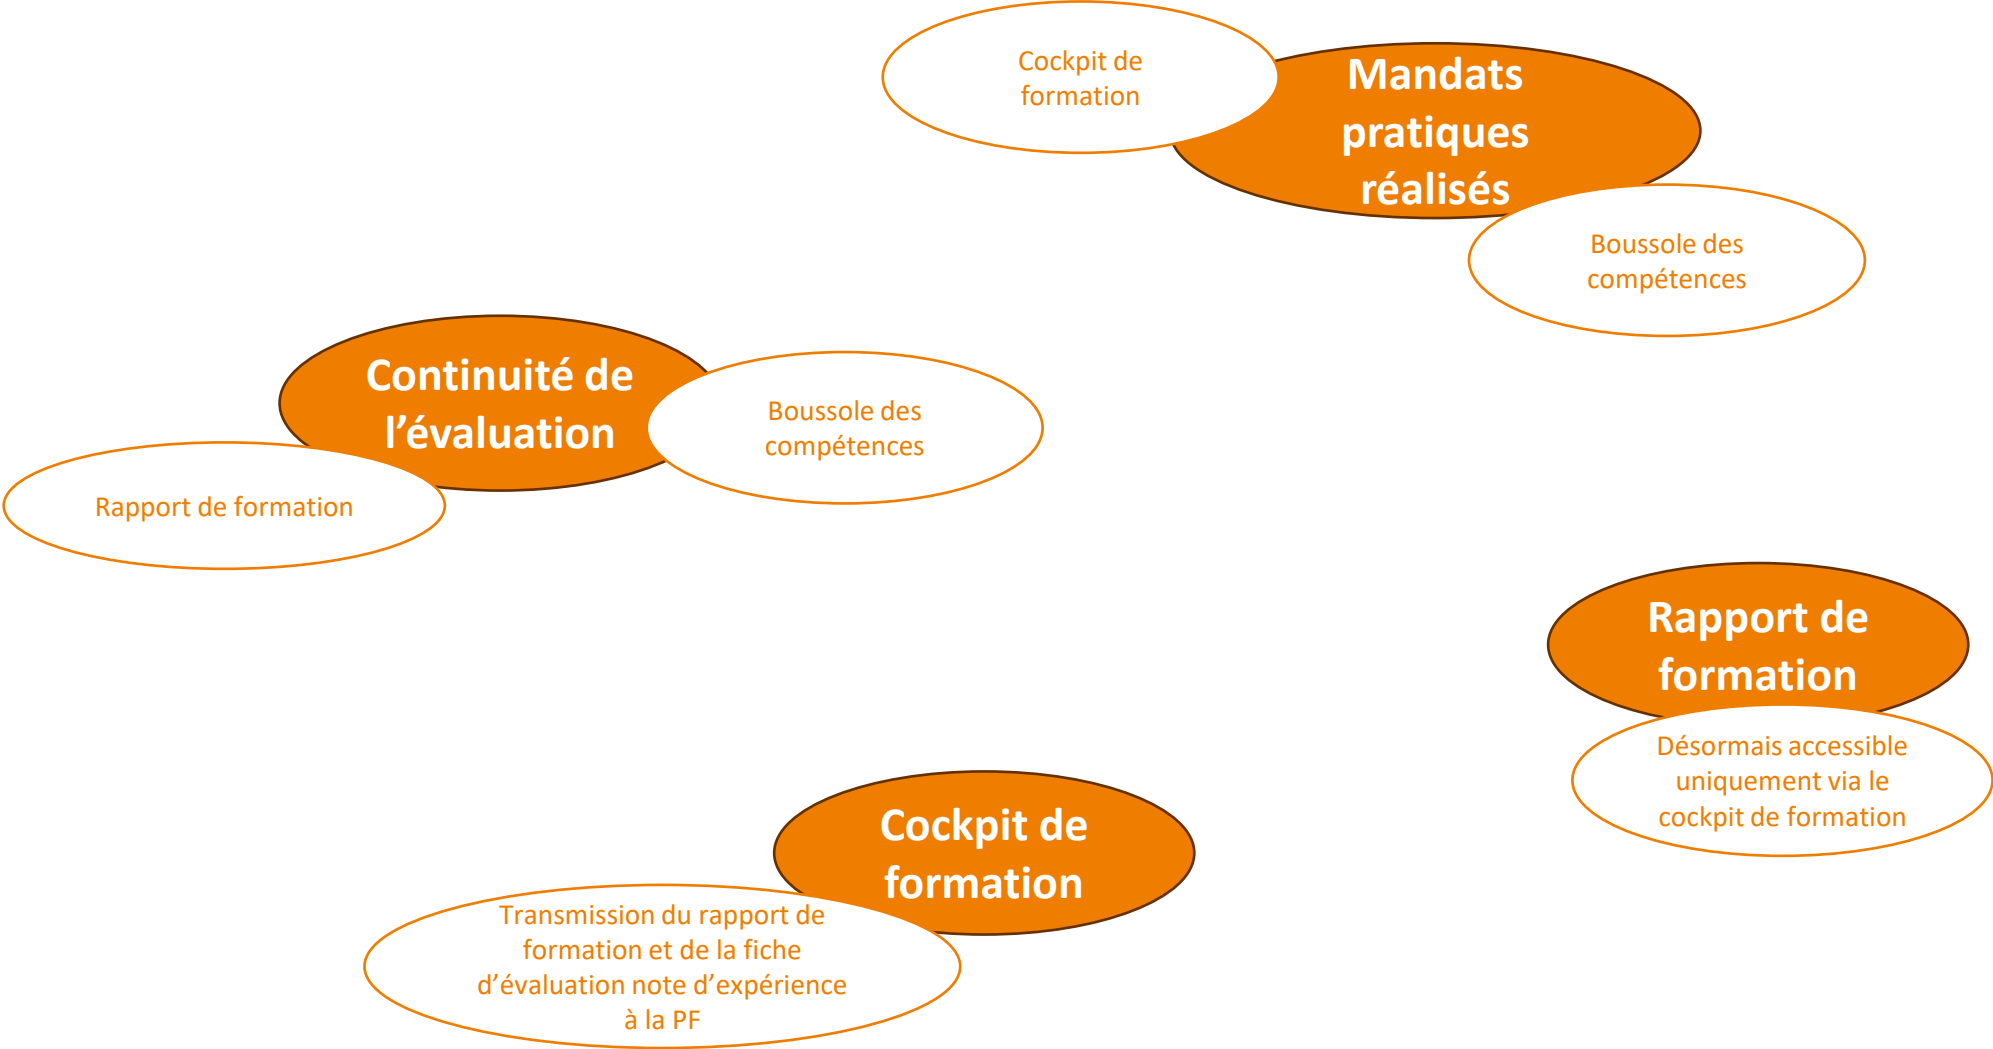 Cockpit de
formation
Mandats
pratiques
réalisés
Boussole des
compétences
Continuité de
l’évaluation
Boussole des
compétences
Rapport de formation
Rapport de
formation
Désormais accessible
uniquement via le
cockpit de formation
Cockpit de
formation
Transmission du rapport de
formation et de la fiche
d’évaluation note d’expérience
à la PF